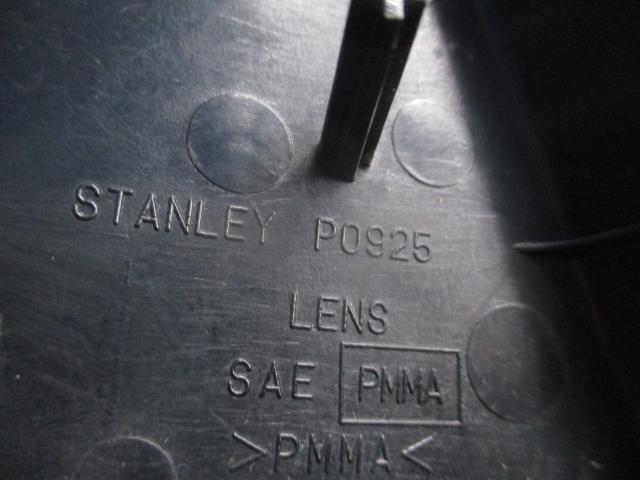 STANLEY P0925
LENS
SAE PMMA
>PMMA<